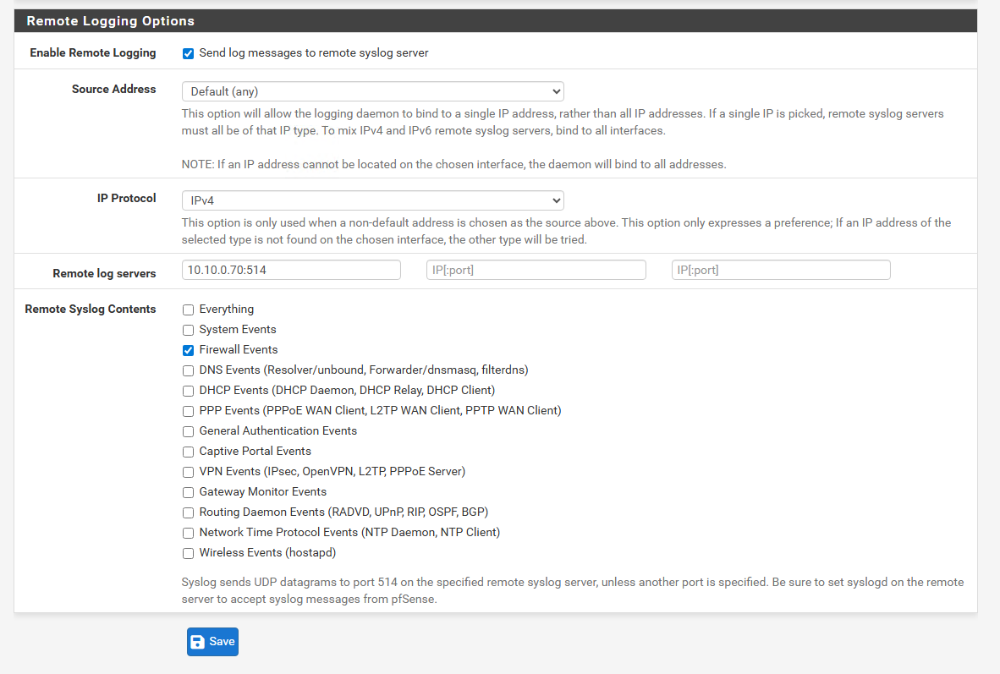 Remote Logging Options
Enable Remote Logging
Send log messages to remote syslog server
Source Address
Default (any)
This option will allow the logging daemon to bind to a single IP address, rather than all IP addresses. If a single IP is picked, remote syslog servers
must all be of that IP type. To mix IPv4 and IPv6 remote syslog servers, bind to all interfaces.
NOTE: If an IP address cannot be located on the chosen interface, the daemon will bind to all addresses.
IP Protocol
IPv4
This option is only used when a non-default address is chosen as the source above. This option only expresses a preference; If an IP address of the
selected type is not found on the chosen interface, the other type will be tried.
Remote log servers
10.10.0.70:514
IP[:port]
IP[:port]
Remote Syslog Contents
Everything
System Events
Firewall Events
DNS Events (Resolver/unbound, Forwarder/dnsmasq, filterdns)
DHCP Events (DHCP Daemon, DHCP Relay, DHCP Client)
PPP Events (PPPoE WAN Client, L2TP WAN Client, PPTP WAN Client)
General Authentication Events
Captive Portal Events
VPN Events (IPsec, OpenVPN, L2TP, PPPoE Server)
Gateway Monitor Events
Routing Daemon Events (RADVD, UPnP, RIP, OSPF, BGP)
Network Time Protocol Events (NTP Daemon, NTP Client)
Wireless Events (hostapd)
Syslog sends UDP datagrams to port 514 on the specified remote syslog server, unless another port is specified. Be sure to set syslogd on the remote
server to accept syslog messages from pfSense.
Save